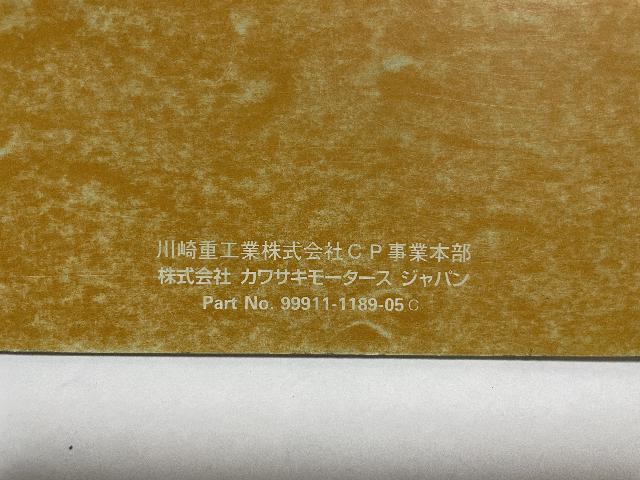 川崎重工業株式会社CP事業本部
株式会社 カワサキモータース ジャパン
Part No. 99911-1189-05 C